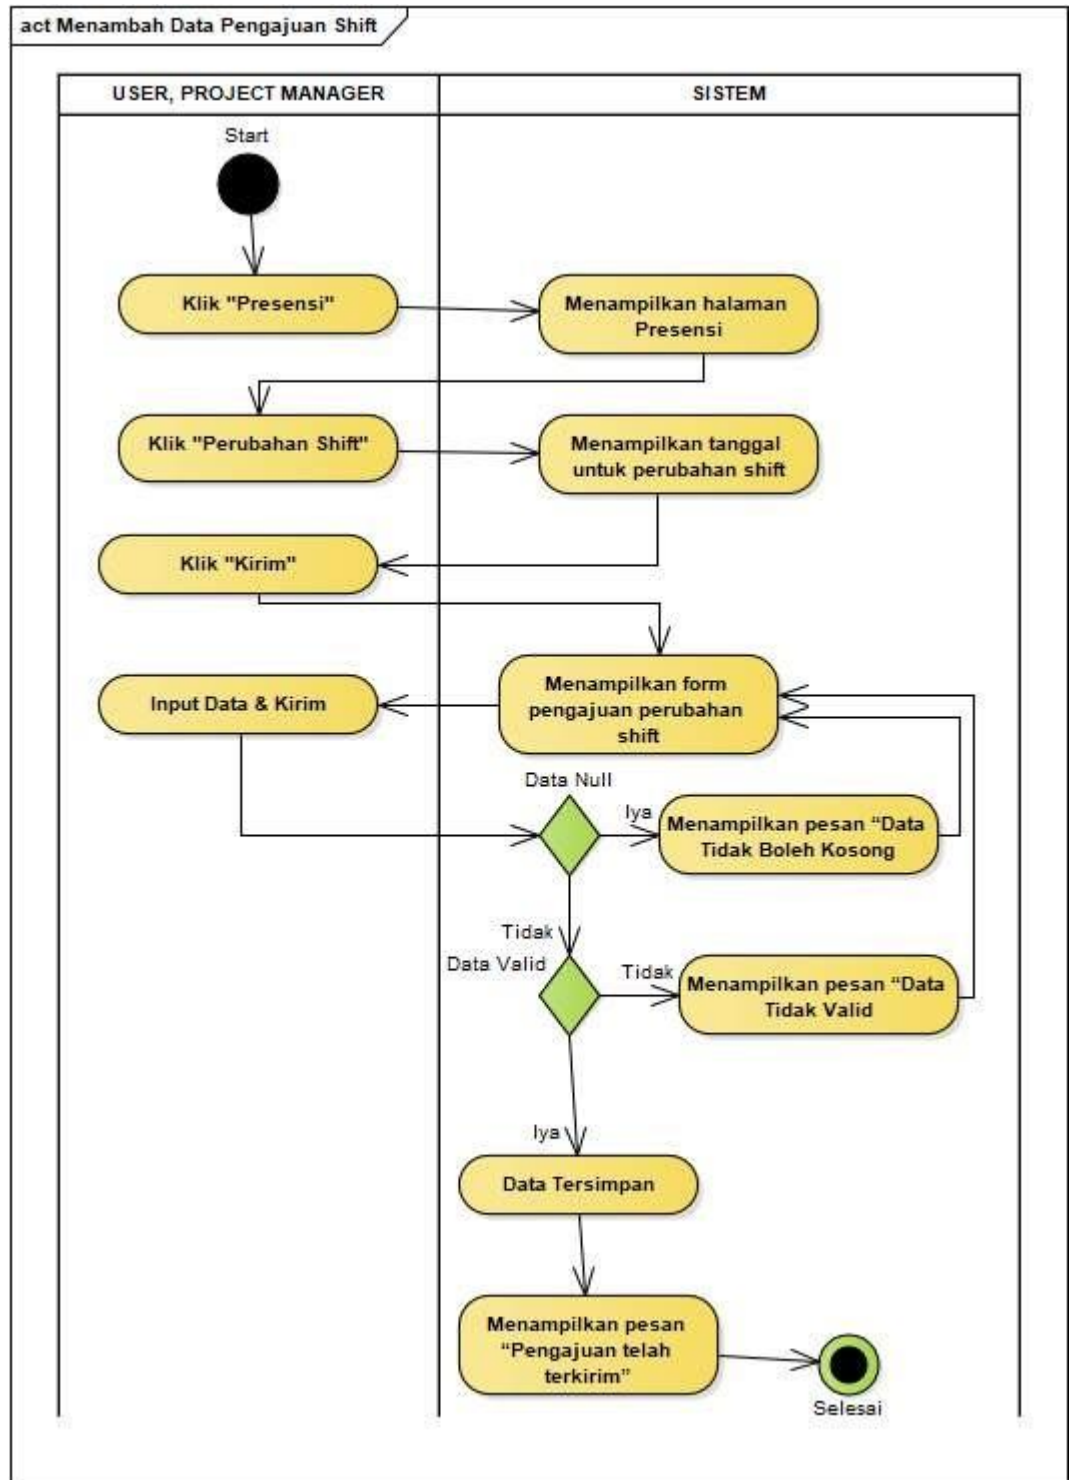 act Menambah Data Pengajuan Shift
USER, PROJECT MANAGER
SISTEM
Start
Klik "Presensi"
Menampilkan halaman
Presensi
Klik "Perubahan Shift"
Menampilkan tanggal
untuk perubahan shift
Klik "Kirim"
Menampilkan form
pengajuan perubahan
shift
Input Data & Kirim
Data Null
Iya
Menampilkan pesan “Data
Tidak Boleh Kosong
Tidak
Data Valid
Tidak
Menampilkan pesan “Data
Tidak Valid
Iya
Data Tersimpan
Menampilkan pesan
“Pengajuan telah
terkirim”
Selesai